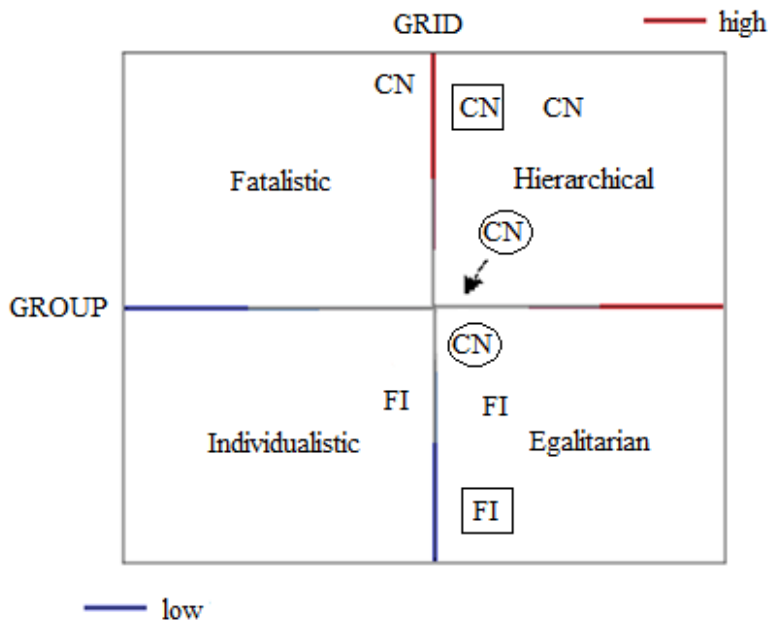 GRID
high
CN
CN
CN
Fatalistic
Hierarchical
CN
GROUP
CN
FI
FI
Individualistic
Egalitarian
FI
low